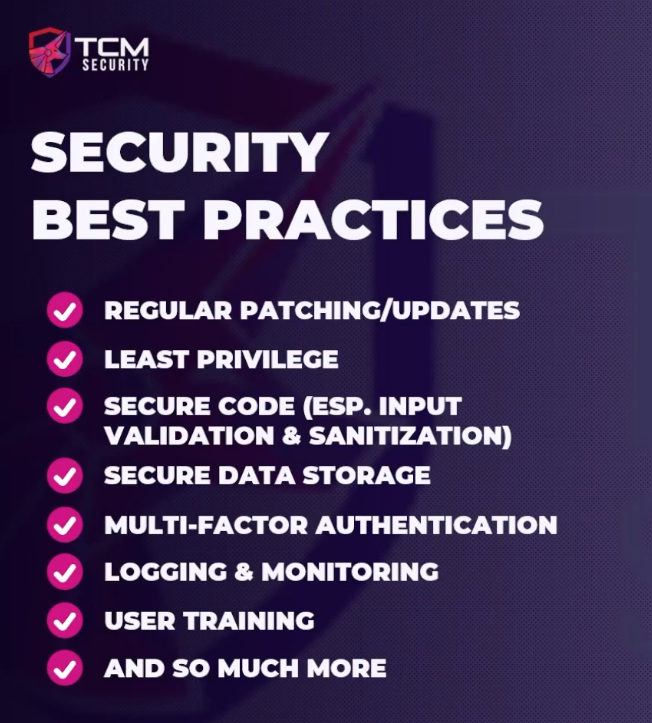 TCM
SECURITY
SECURITY
BEST PRACTICES
REGULAR PATCHING/UPDATES
LEAST PRIVILEGE
SECURE CODE (ESP. INPUT
VALIDATION & SANITIZATION)
SECURE DATA STORAGE
MULTI-FACTOR AUTHENTICATION
LOGGING & MONITORING
USER TRAINING
AND SO MUCH MORE